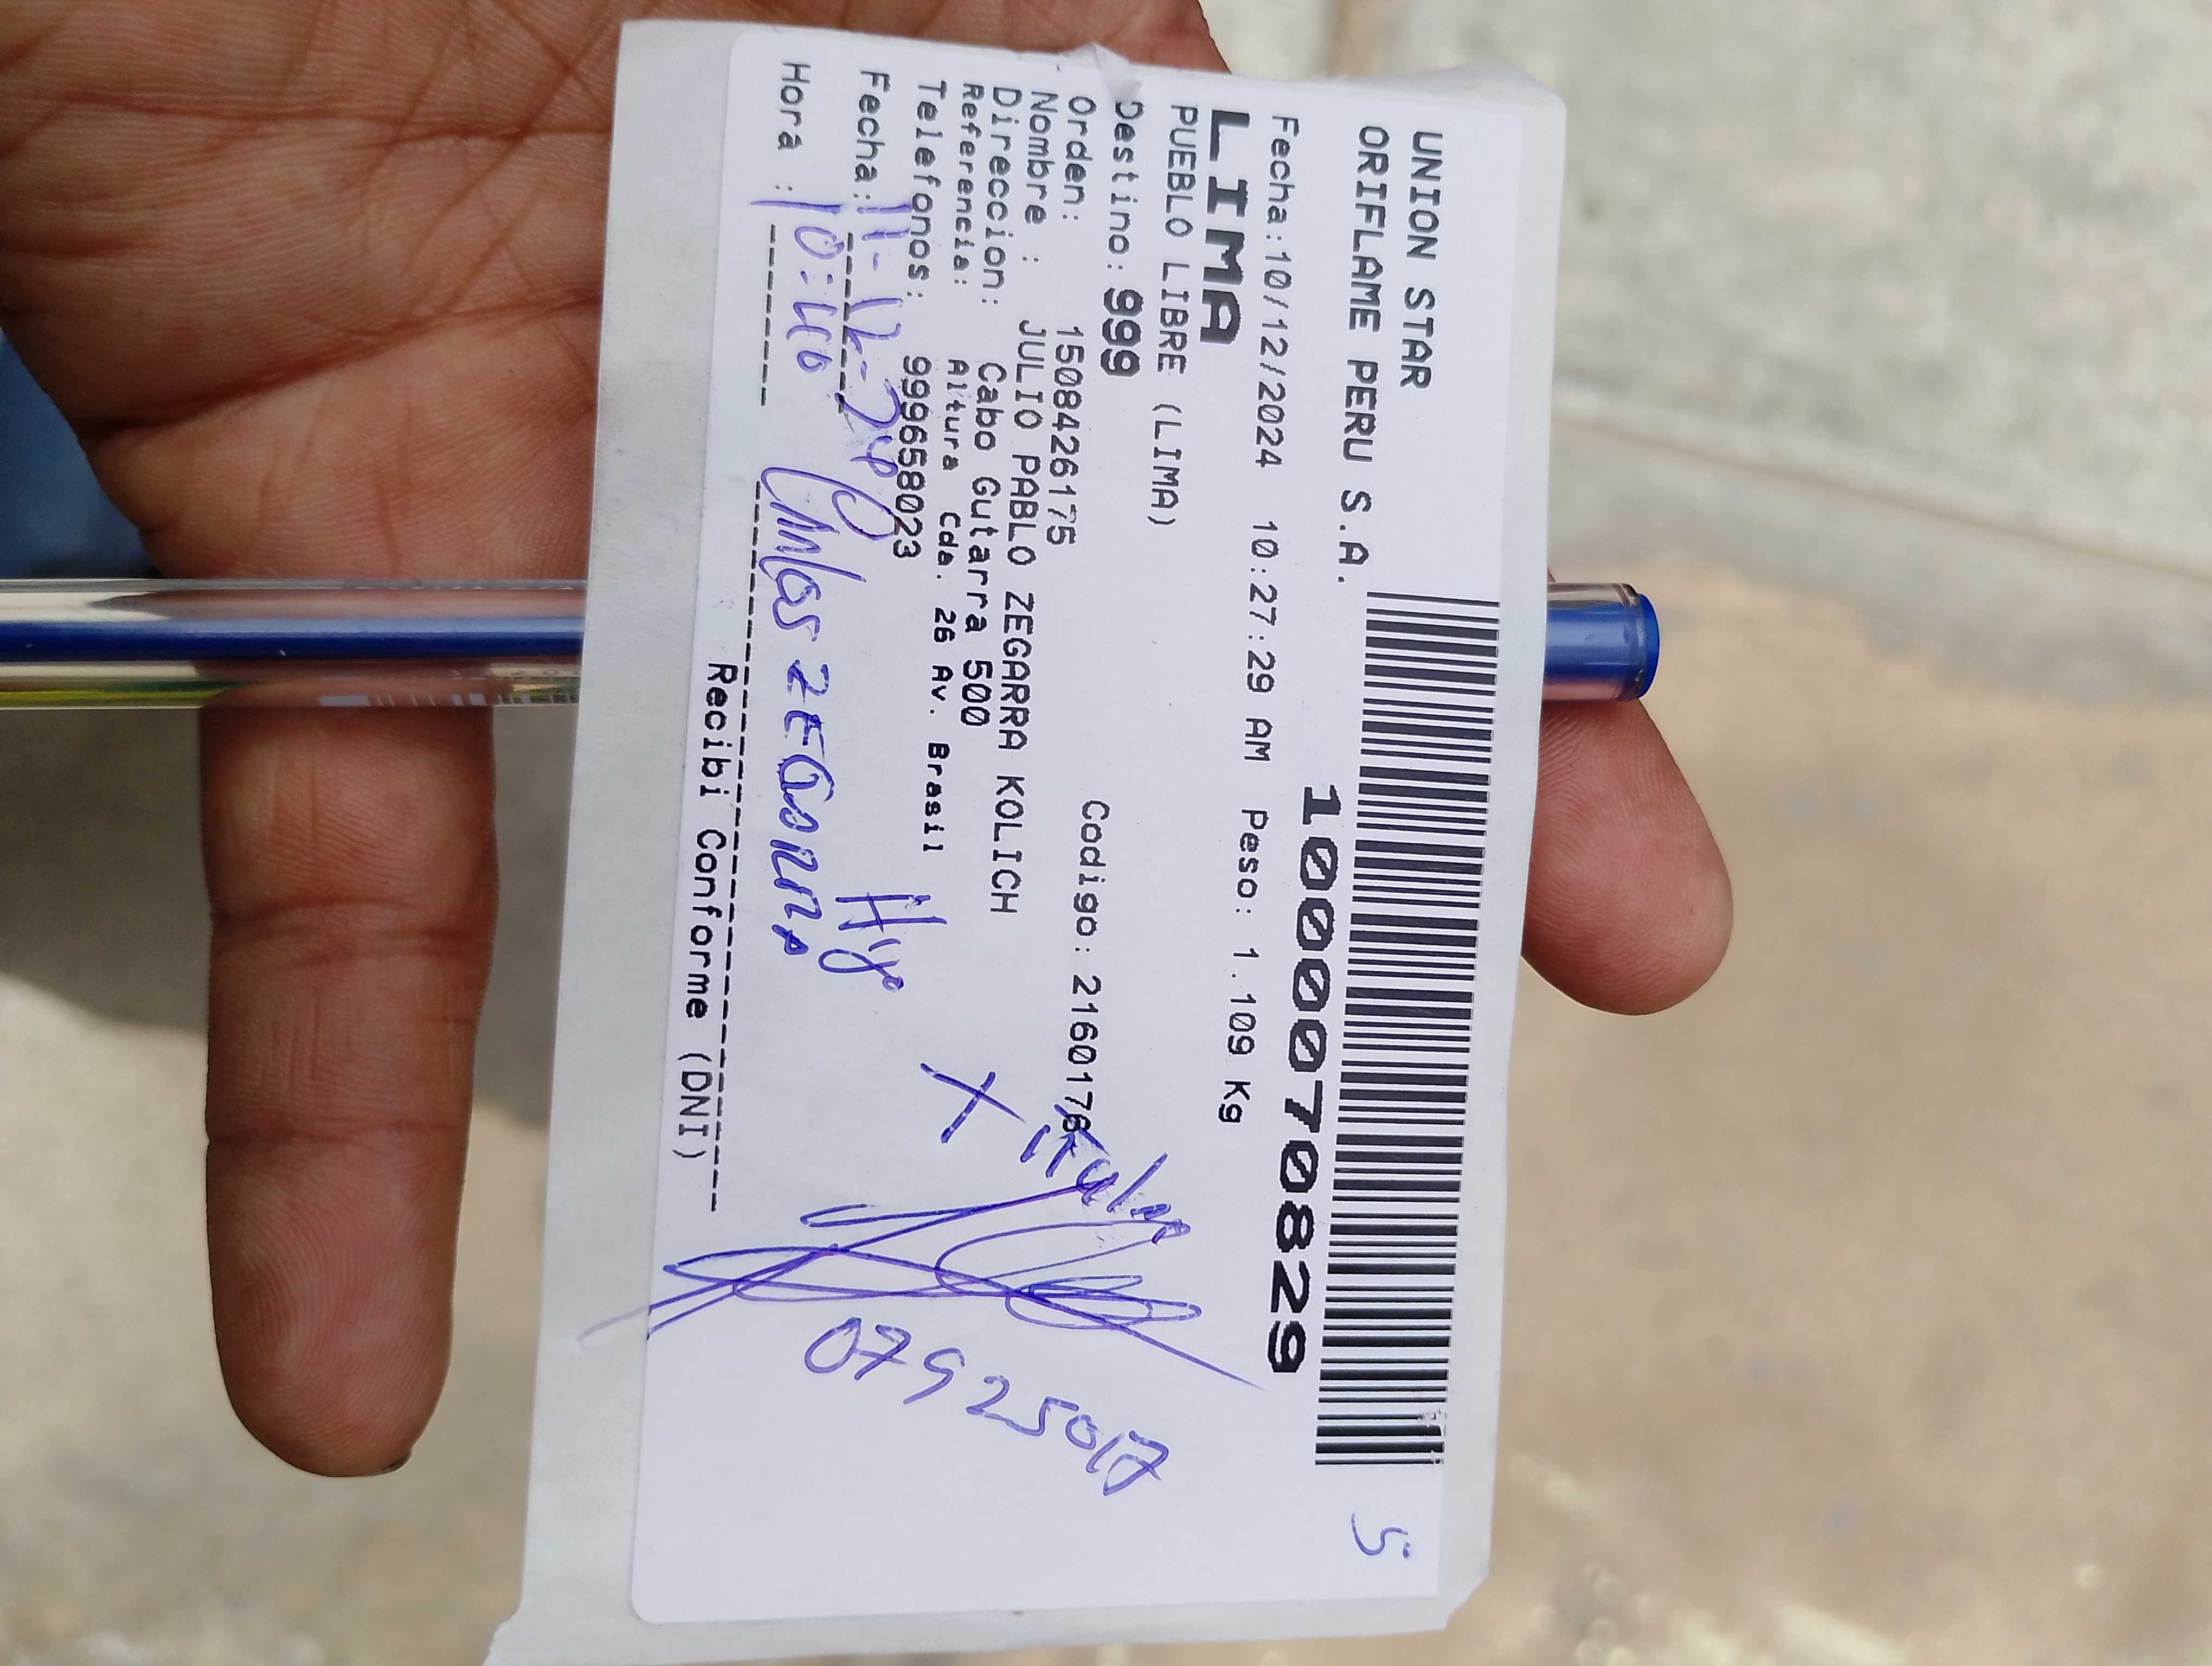 UNION STAR
ORIFLAME PERU S.A.
1000070829
5
Fecha:10/12/2024 10:27:29 AM Peso: 1.109 Kg
LIMA
PUEBLO LIBRE (LIMA)
Destino: 999
Orden: 1508426175 Codigo: 2160176
Nombre : JULIO PABLO ZEGARRA KOLICH
Direccion: Cabo Gutarra 500
Referencia: Altura Cda. 26 Av. Brasil
Telefonos: 999658023
Fecha: 11-12-24
Hora : 10:40 Carlos ZEGARRA
Hijo
X
07925017
Recibi Conforme (DNI)